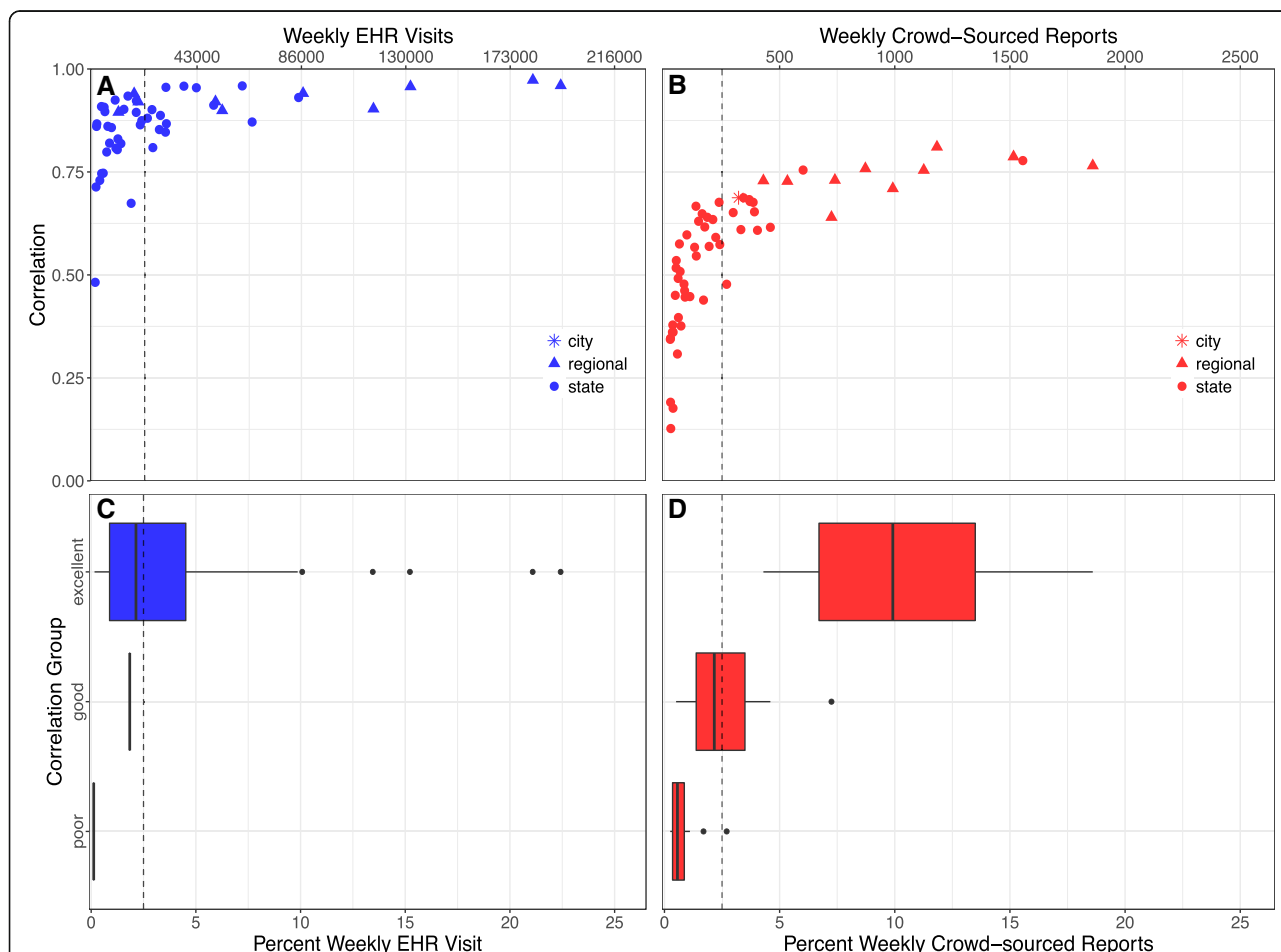 Weekly EHR Visits
43000 86000 130000 173000 216000
Weekly Crowd−Sourced Reports
500 1000 1500 2000 2500
A
B
Correlation
1.00
0.75
0.50
0.25
0.00
city
regional
state
city
regional
state
C
D
Correlation Group
excellent
good
poor
0 5 10 15 20 25
Percent Weekly EHR Visit
0 5 10 15 20 25
Percent Weekly Crowd−sourced Reports